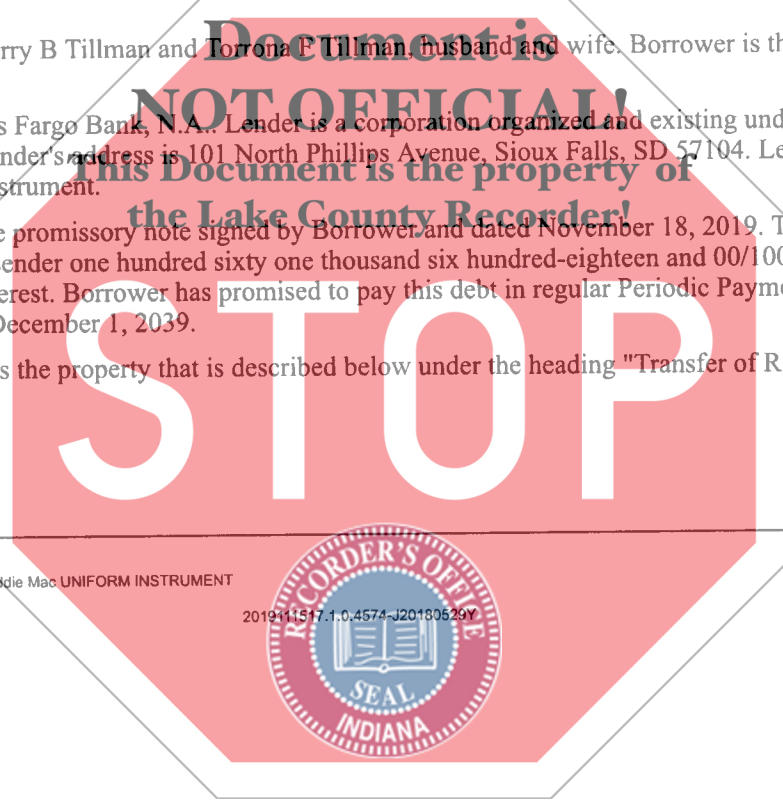 Document is
rry B Tillman and Torrona F Tillman, husband and wife. Borrower is th
NOT OFFICIAL!
s Fargo Bank, N.A.. Lender is a corporation organized and existing und
nder's address is 101 North Phillips Avenue, Sioux Falls, SD 57104. Le
This Document is the property of
strument.
the Lake County Recorder!
e promissory note signed by Borrower and dated November 18, 2019. T
ender one hundred sixty one thousand six hundred-eighteen and 00/100
erest. Borrower has promised to pay this debt in regular Periodic Payme
December 1, 2039.
s the property that is described below under the heading "Transfer of R
STOP
ddie Mac UNIFORM INSTRUMENT
2019111517.1.0.4574-J20180529Y
RECORDER'S OFFICE
SEAL
INDIANA